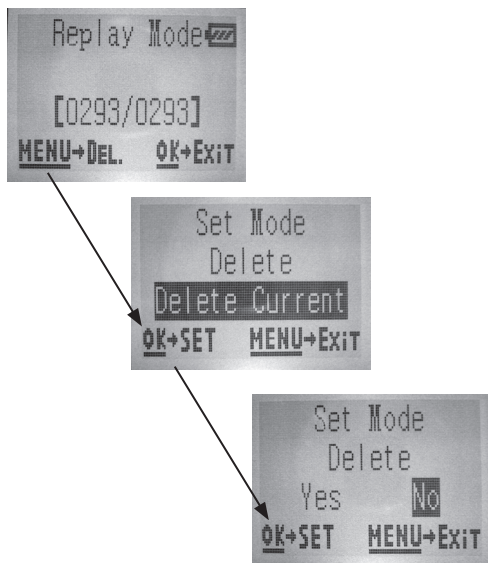 Replay Mode
[0293/0293]
MENU→DEL. OK→EXiT
Set Mode
Delete
Delete Current
OK→SET MENU→EXiT
Set Mode
Delete
Yes No
OK→SET MENU→EXiT